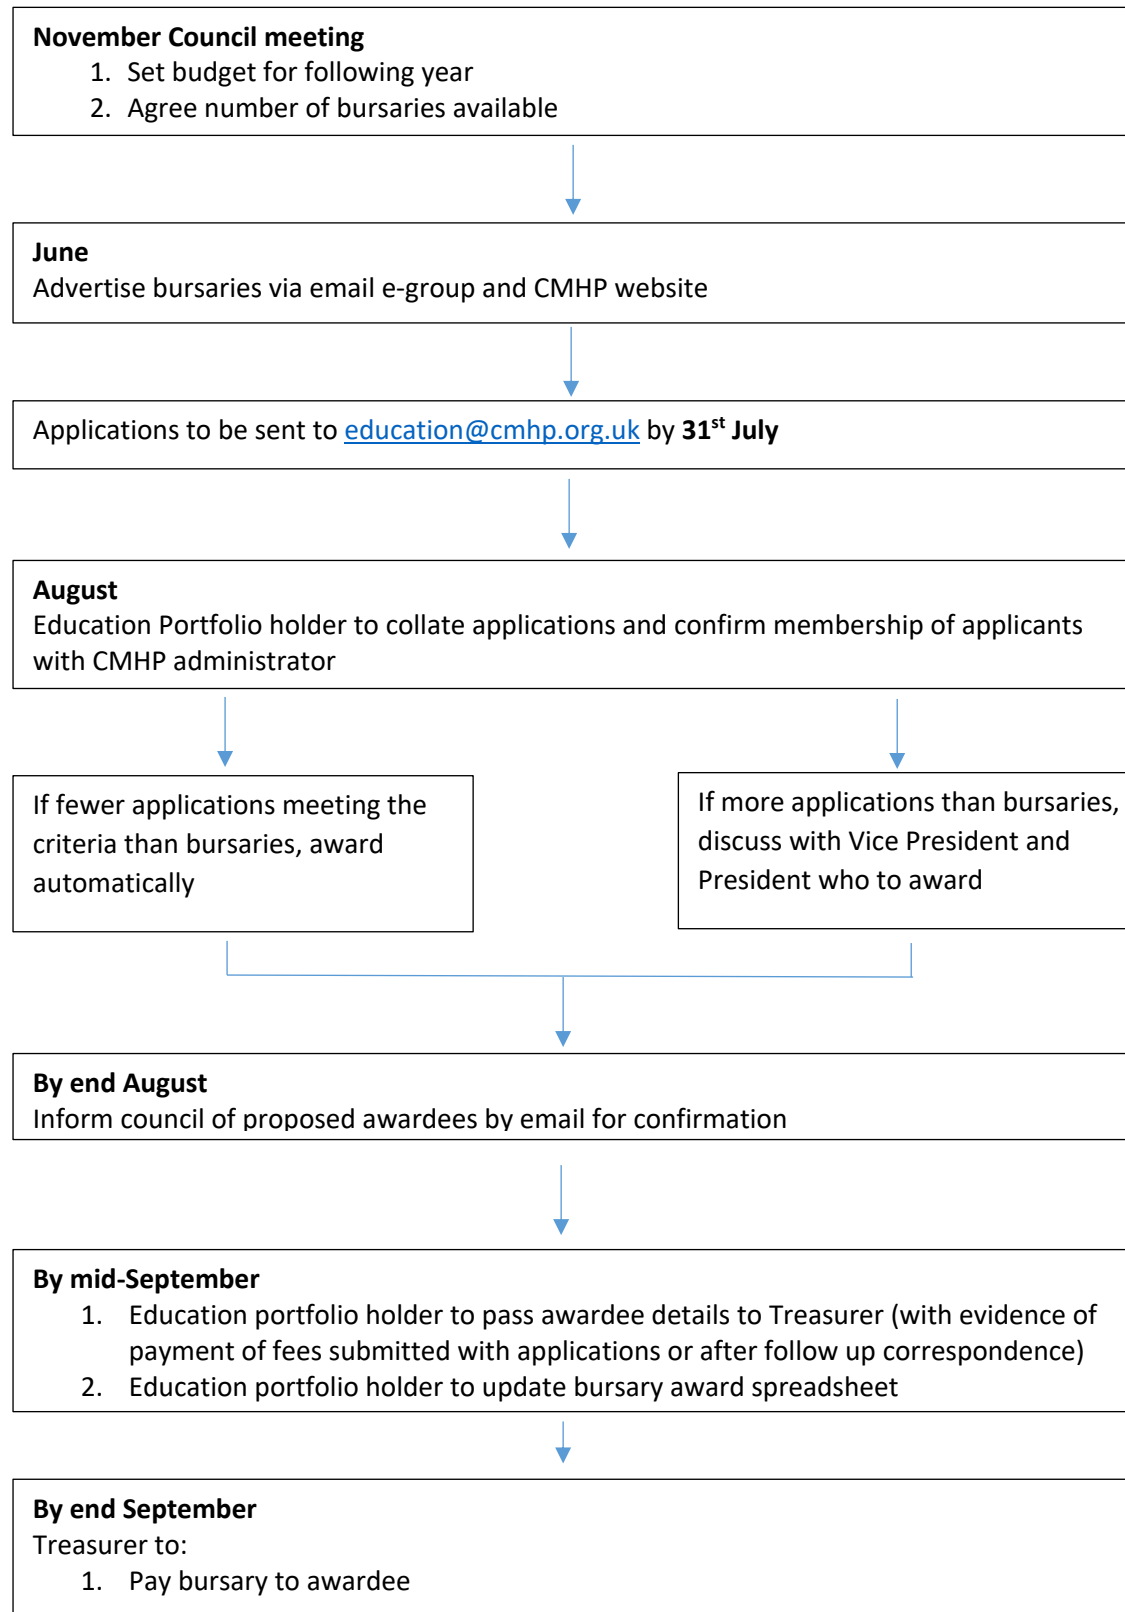 November Council meeting
1. Set budget for following year
2. Agree number of bursaries available
June
Advertise bursaries via email e-group and CMHP website
Applications to be sent to education@cmhp.org.uk by 31st July
August
Education Portfolio holder to collate applications and confirm membership of applicants
with CMHP administrator
If fewer applications meeting the
criteria than bursaries, award
automatically
If more applications than bursaries,
discuss with Vice President and
President who to award
By end August
Inform council of proposed awardees by email for confirmation
By mid-September
1. Education portfolio holder to pass awardee details to Treasurer (with evidence of
payment of fees submitted with applications or after follow up correspondence)
2. Education portfolio holder to update bursary award spreadsheet
By end September
Treasurer to:
1. Pay bursary to awardee